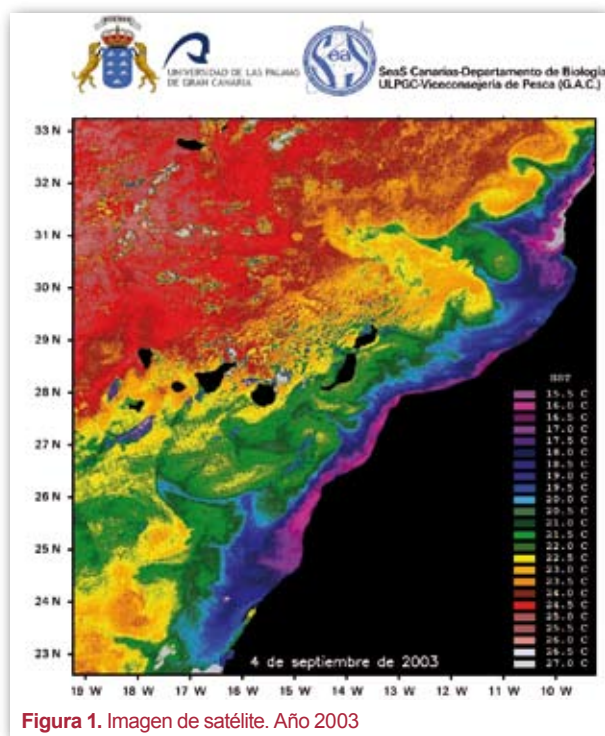 UNIVERSIDAD DE LAS PALMAS
DE GRAN CANARIA
SeaS
SeaS Canarias-Departamento de Biología
ULPGC-Viceconsejería de Pesca (G.A.C.)
33 N
32 N
31 N
30 N
29 N
28 N
27 N
26 N
25 N
24 N
23 N
SST
15.5 C
16.0 C
16.5 C
17.0 C
17.5 C
18.0 C
18.5 C
19.0 C
19.5 C
20.0 C
20.5 C
21.0 C
21.5 C
22.0 C
22.5 C
23.0 C
23.5 C
24.0 C
24.5 C
25.0 C
25.5 C
26.0 C
26.5 C
27.0 C
4 de septiembre de 2003
19 W 18 W 17 W 16 W 15 W 14 W 13 W 12 W 11 W 10 W
Figura 1. Imagen de satélite. Año 2003